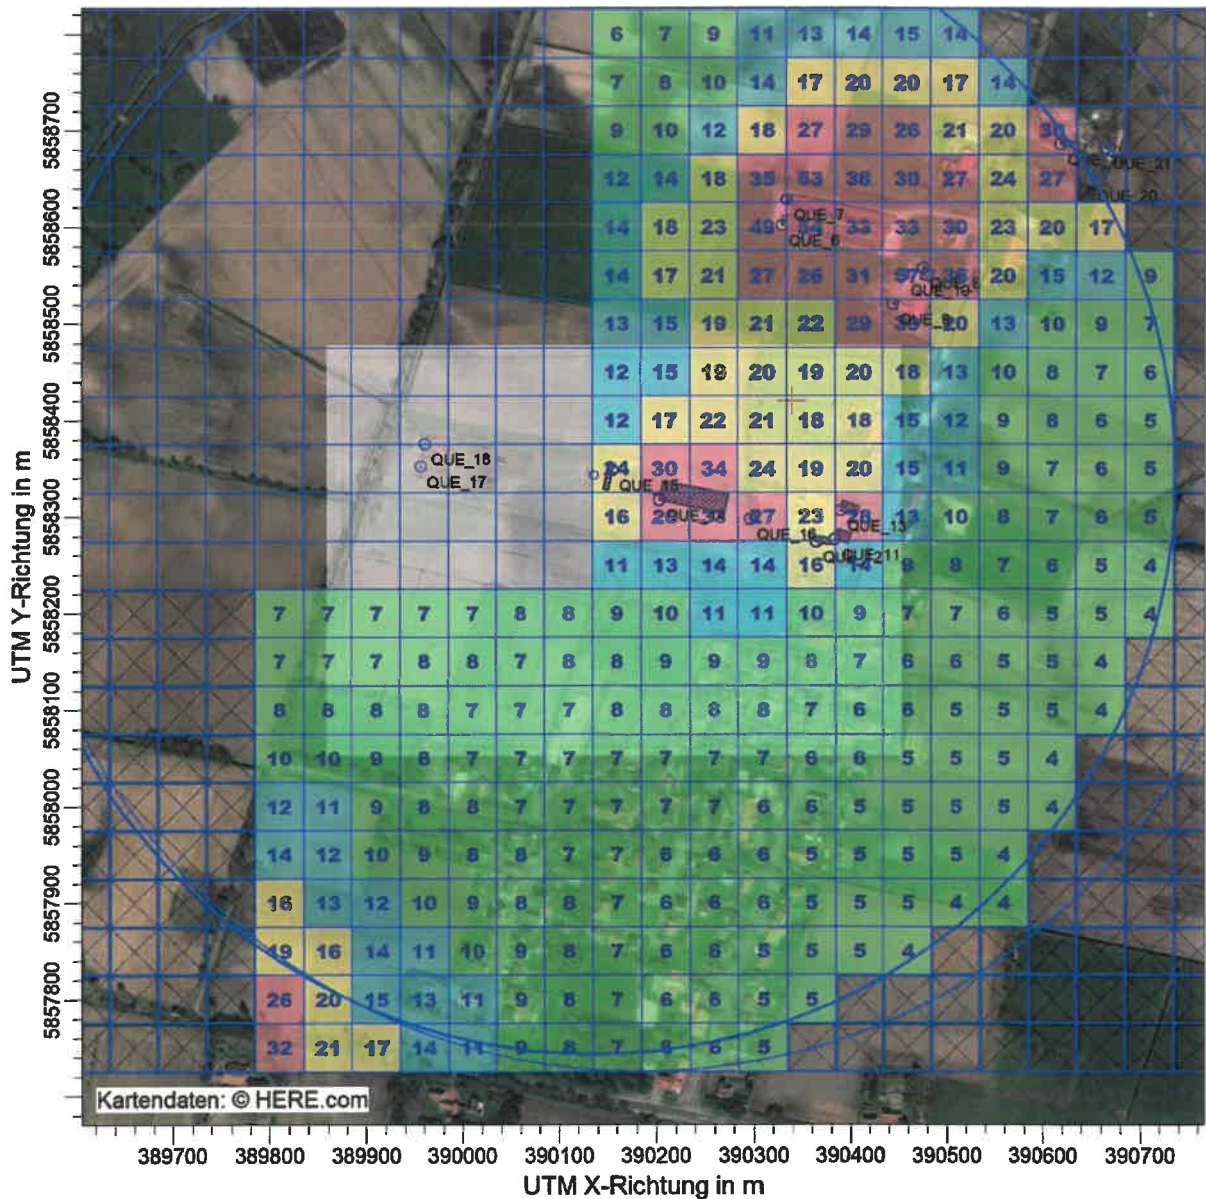 6 7 9 11 13 14 15 14
7 8 10 14 17 20 20 17 14
5858700
9 10 12 18 27 29 26 21 20
QUE_21
12 14 18 35 53 36 30 27 24 27
QUE_20
QUE_7
5858600
14 18 23 49 54 33 33 30 23 20 17
QUE_6
14 17 21 27 26 31 36 20 15 12 9
QUE_19
5858500
13 15 19 21 22 29 20 13 10 9 7
12 15 19 20 19 20 18 13 10 8 7 6
5858400
12 17 22 21 18 18 15 12 9 8 6 5
QUE_18
24 30 34 24 19 20 15 11 9 7 6 5
QUE_17
QUE_15
5858300
16 27 23 28 13 10 8 7 6 5
QUE_16
QUE_13
11 13 14 14 16 14 9 8 7 6 5 4
5858200
7 7 7 7 7 8 8 9 10 11 11 10 9 7 7 6 5 5 4
7 7 7 8 8 7 8 8 9 9 9 8 7 6 6 5 5 4
5858100
8 8 8 8 7 7 7 8 8 8 8 7 6 6 5 5 5 4
10 10 9 8 7 7 7 7 7 7 7 6 6 5 5 5 4
5858000
12 11 9 8 8 7 7 7 7 7 6 6 5 5 5 5 4
14 12 10 9 8 8 7 7 6 6 6 5 5 5 5 4
5857900
16 13 12 10 9 8 8 7 6 6 6 5 5 5 4 4
19 16 14 11 10 9 8 7 6 6 5 5 5 4
5857800
26 20 15 13 11 9 8 7 6 6 5 5
32 21 17 14 11 9 8 7 6 6 5
UTM Y-Richtung in m
Kartendaten: © HERE.com
389700 389800 389900 390000 390100 390200 390300 390400 390500 390600 390700
UTM X-Richtung in m